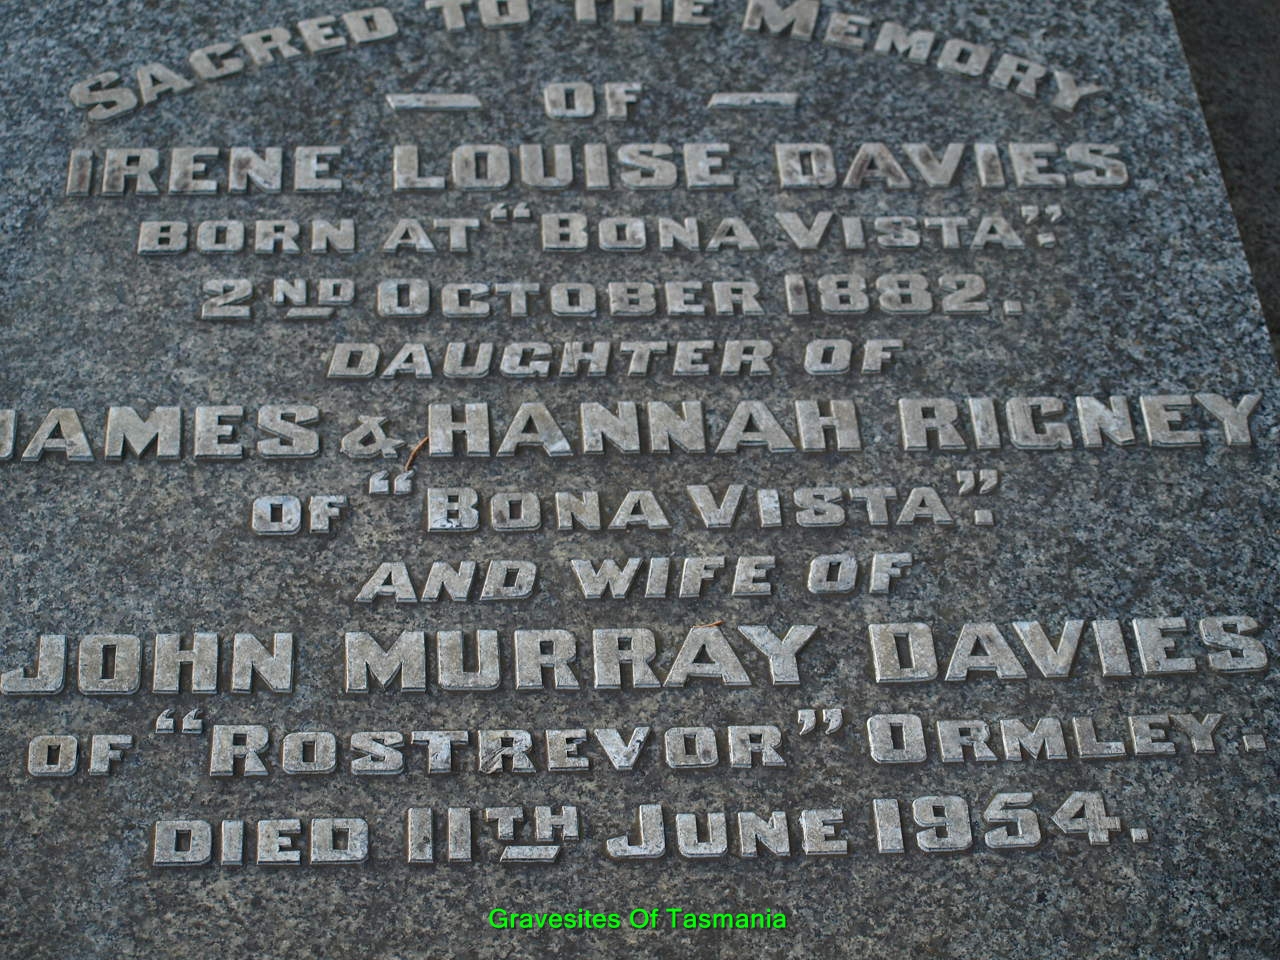 SACRED TO THE MEMORY
— OF —
IRENE LOUISE DAVIES
BORN AT "BONA VISTA".
2ND OCTOBER 1882.
DAUGHTER OF
JAMES & HANNAH RIGNEY
OF "BONA VISTA".
AND WIFE OF
JOHN MURRAY DAVIES
OF "ROSTREVOR" ORMLEY.
DIED 11TH JUNE 1954.
Gravesites Of Tasmania